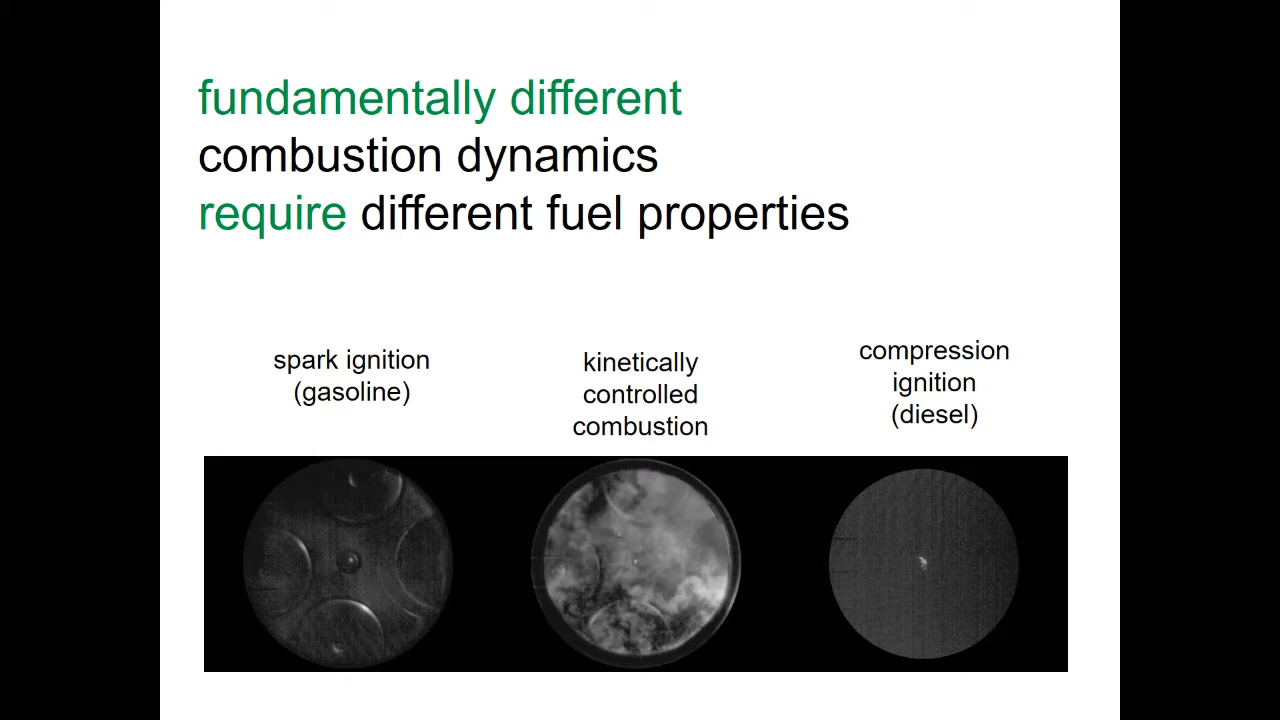 fundamentally different
combustion dynamics
require different fuel properties
spark ignition
(gasoline)
kinetically
controlled
combustion
compression
ignition
(diesel)